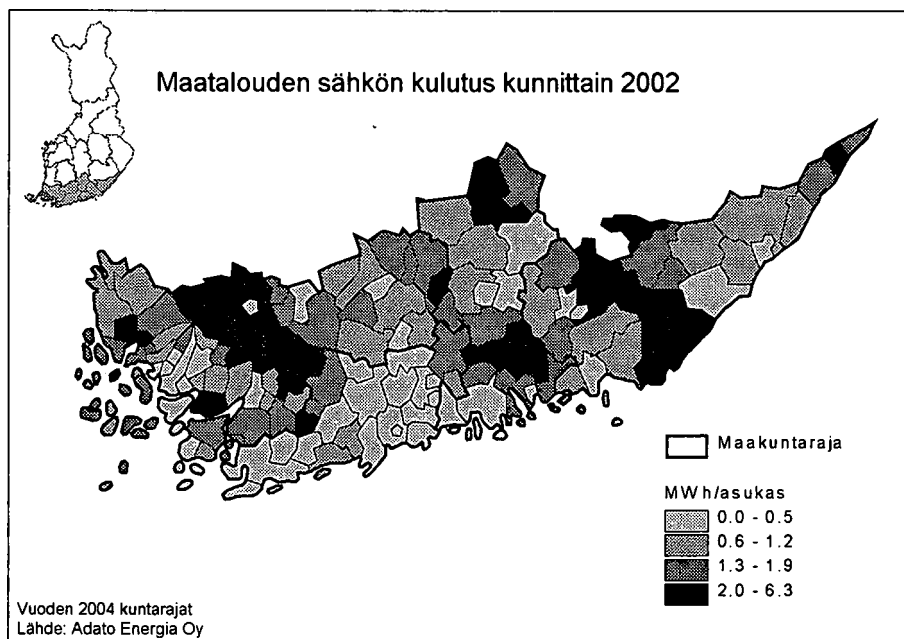 Maatalouden sähkön kulutus kunnittain 2002
Maakuntaraja
MWh/asukas
0.0 - 0.5
0.6 - 1.2
1.3 - 1.9
2.0 - 6.3
Vuoden 2004 kuntarajat
Lähde: Adato Energia Oy